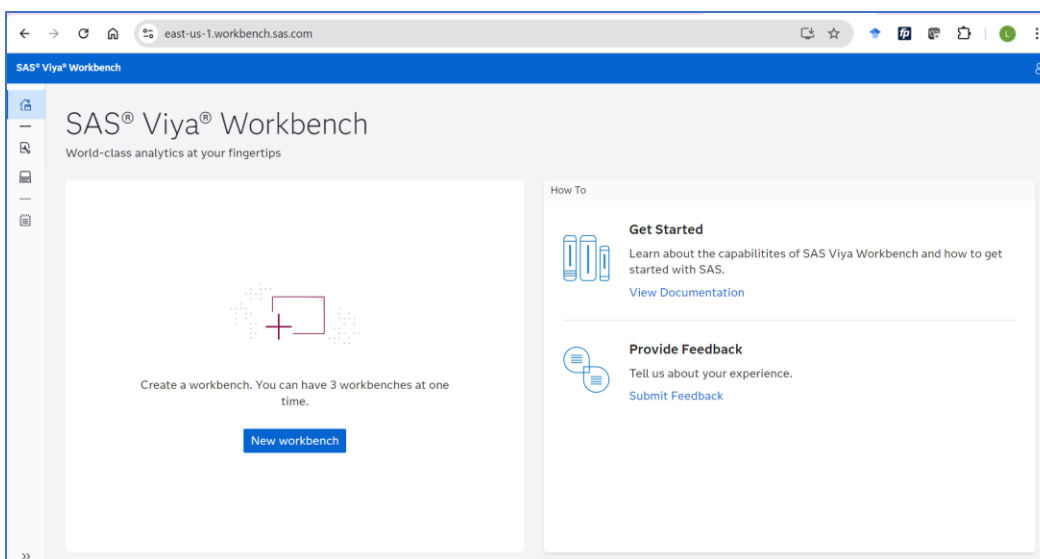 east-us-1.workbench.sas.com
L
SAS® Viya® Workbench
SAS® Viya® Workbench
World-class analytics at your fingertips
Create a workbench. You can have 3 workbenches at one
time.
New workbench
How To
Get Started
Learn about the capabilitites of SAS Viya Workbench and how to get
started with SAS.
View Documentation
Provide Feedback
Tell us about your experience.
Submit Feedback